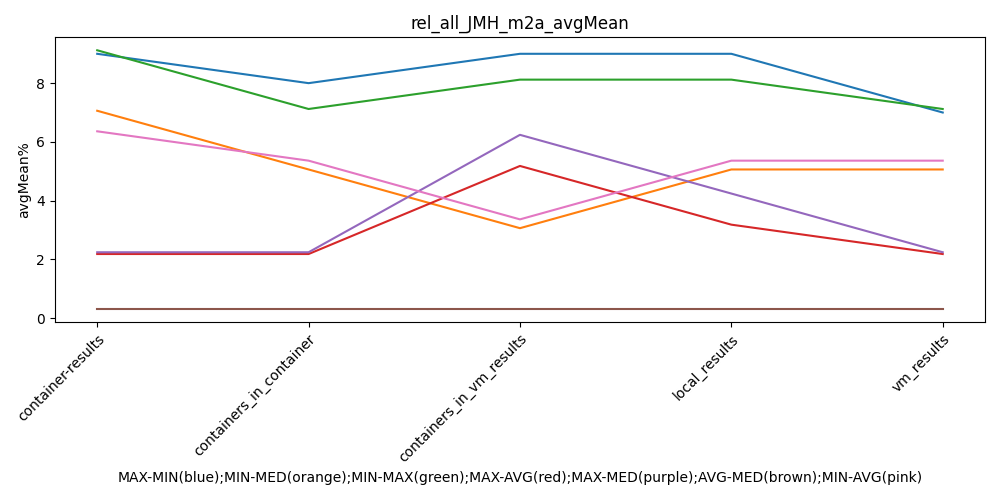 rel_all_JMH_m2a_avgMean
avgMean%
8
6
4
2
0
container-results
containers_in_container
containers_in_vm_results
local_results
vm_results
MAX-MIN(blue);MIN-MED(orange);MIN-MAX(green);MAX-AVG(red);MAX-MED(purple);AVG-MED(brown);MIN-AVG(pink)